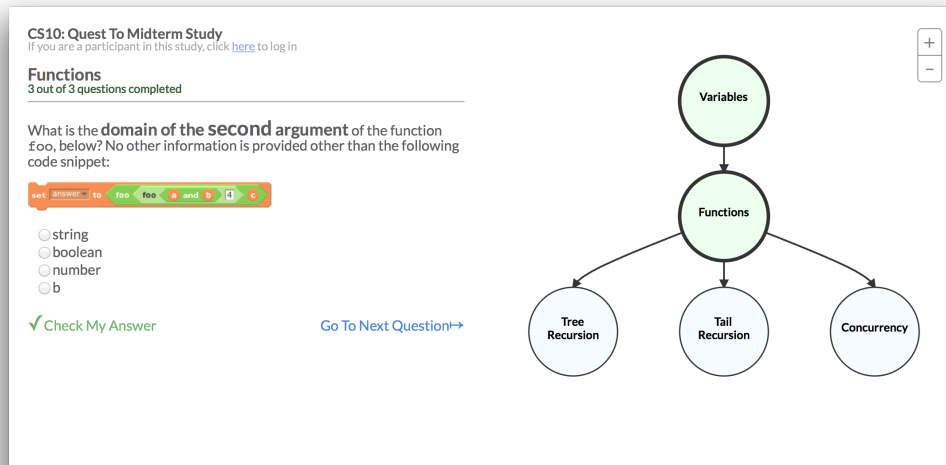 CS10: Quest To Midterm Study
If you are a participant in this study, click here to log in
Functions
3 out of 3 questions completed
What is the domain of the second argument of the function
foo, below? No other information is provided other than the following
code snippet:
set answer to foo foo a and b 4 c
string
boolean
number
b
✓Check My Answer
Go To Next Question↦
+
−
Variables
Functions
Tree
Recursion
Tail
Recursion
Concurrency